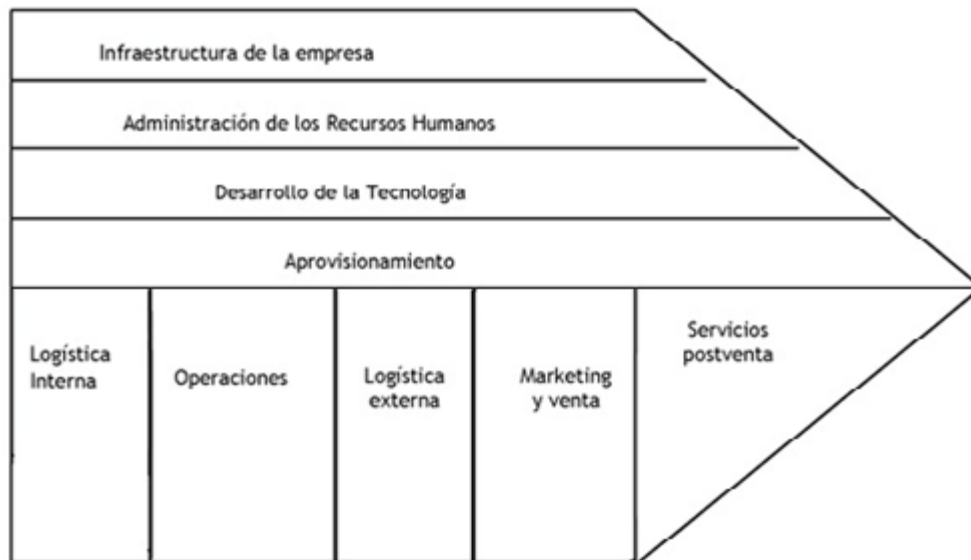 Infraestructura de la empresa
Administración de los Recursos Humanos
Desarrollo de la Tecnología
Aprovisionamiento
Logística
Interna
Operaciones
Logística
externa
Marketing
y venta
Servicios
postventa